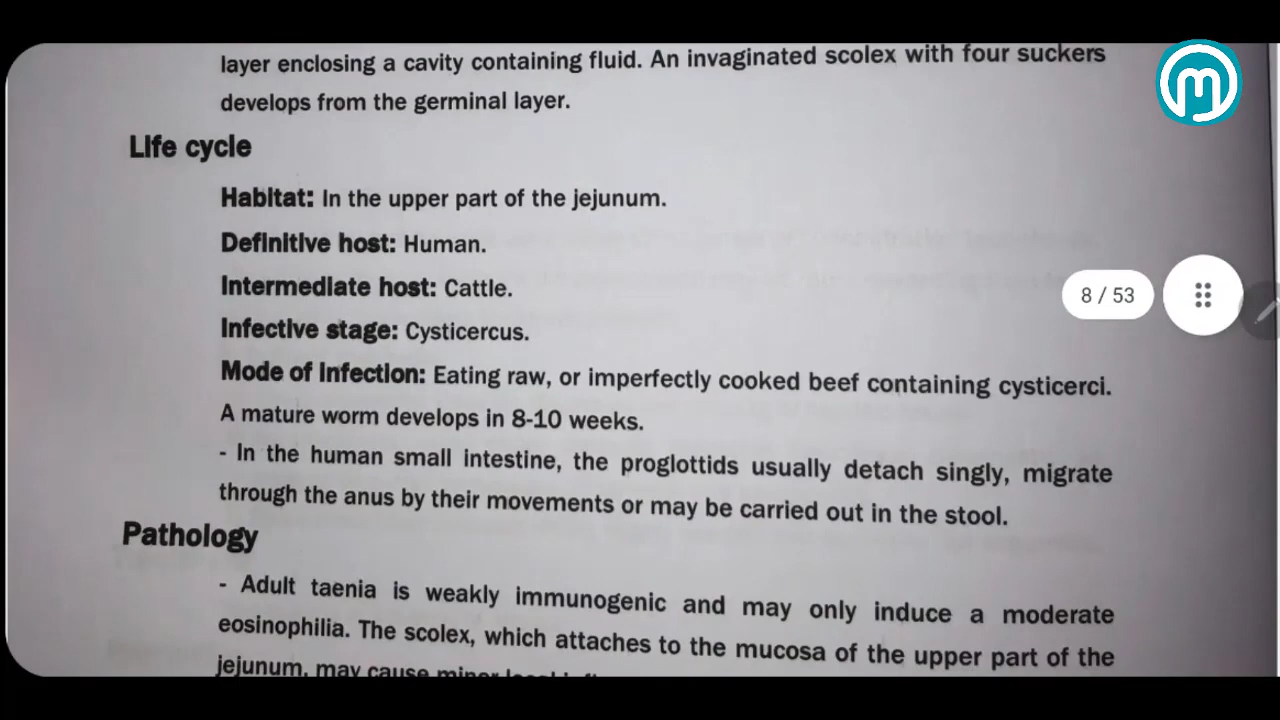 layer enclosing a cavity containing fluid. An invaginated scolex with four suckers
develops from the germinal layer.
Life cycle
Habitat: In the upper part of the jejunum.
Definitive host: Human.
Intermediate host: Cattle.
8 / 53
Infective stage: Cysticercus.
Mode of infection: Eating raw, or imperfectly cooked beef containing cysticerci.
A mature worm develops in 8-10 weeks.
- In the human small intestine, the proglottids usually detach singly, migrate
through the anus by their movements or may be carried out in the stool.
Pathology
- Adult taenia is weakly immunogenic and may only induce a moderate
eosinophilia. The scolex, which attaches to the mucosa of the upper part of the
jejunum, may cause minor local